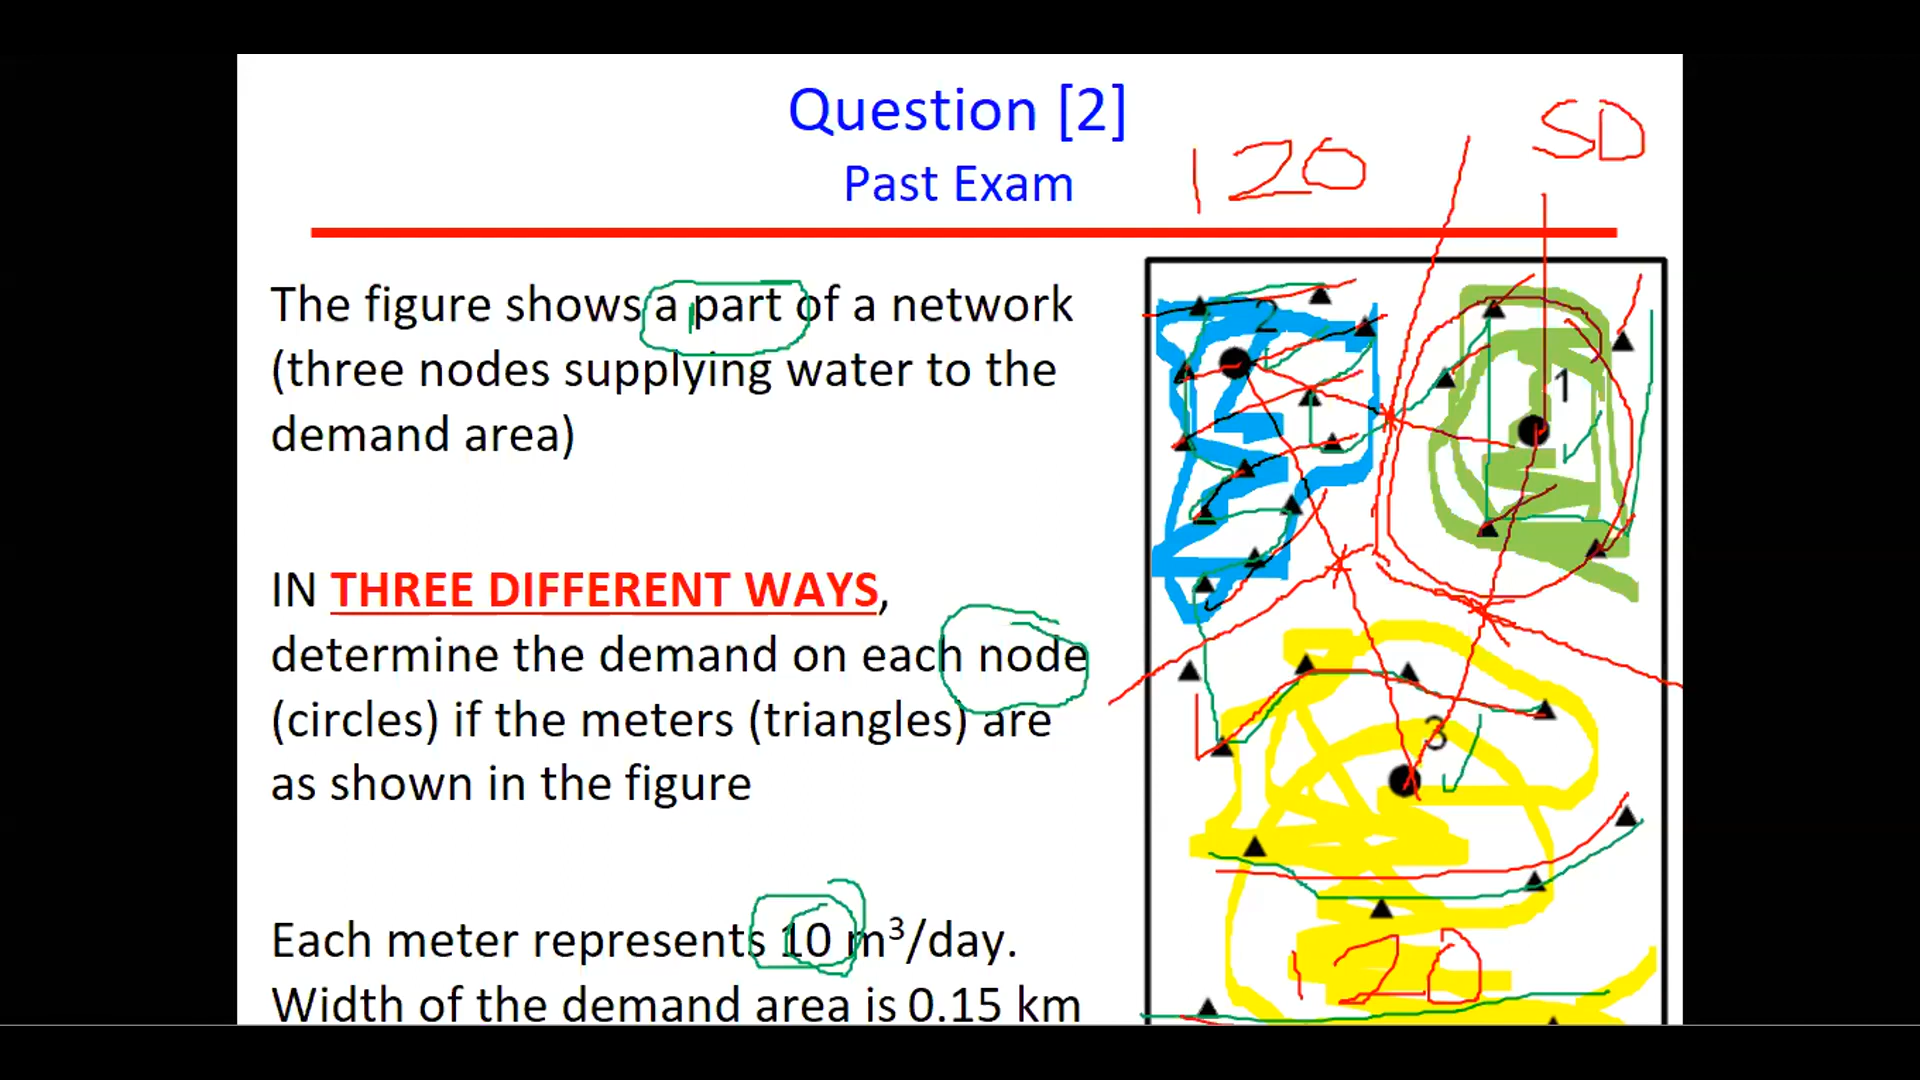 Question [2]
Past Exam
120
SD
The figure shows a part of a network
(three nodes supplying water to the
demand area)
IN THREE DIFFERENT WAYS,
determine the demand on each node
(circles) if the meters (triangles) are
as shown in the figure
Each meter represents 10 m³/day.
Width of the demand area is 0.15 km
2
1
3
120